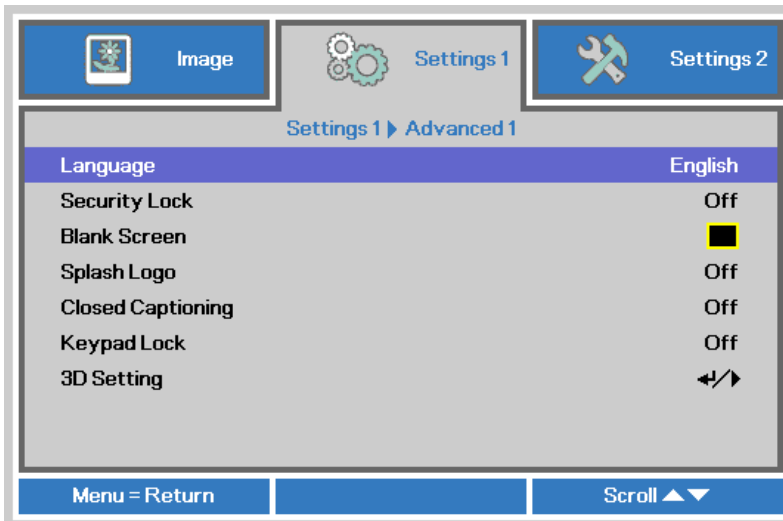 Image
Settings 1
Settings 2
Settings 1 ▶ Advanced 1
Language English
Security Lock Off
Blank Screen
Splash Logo Off
Closed Captioning Off
Keypad Lock Off
3D Setting ↵/▶
Menu = Return
Scroll ▲▼